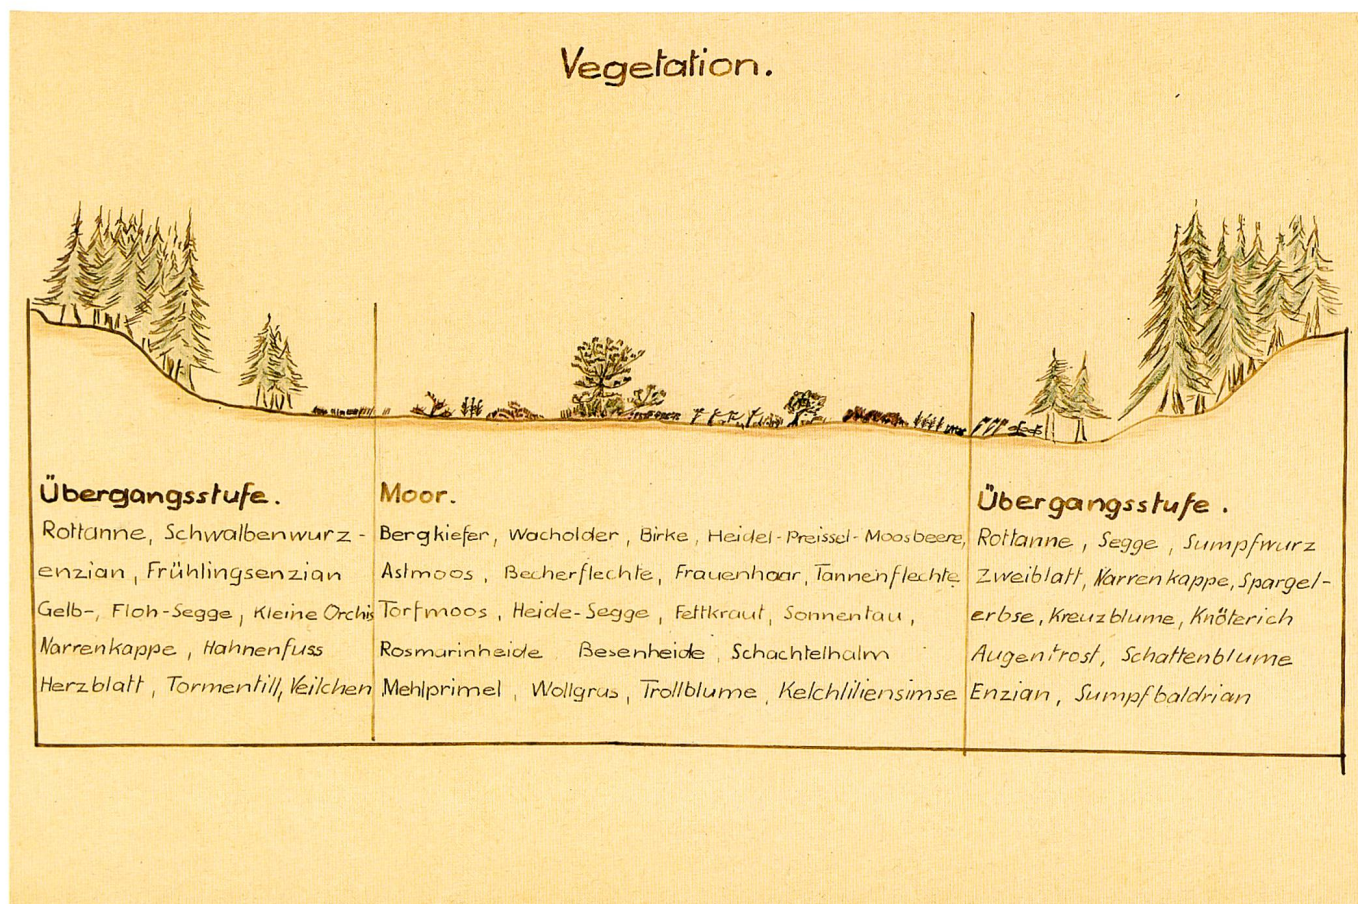 Vegetation.
Übergangsstufe.
Rottanne, Schwalbenwurz-
enzian, Frühlingsenzian
Gelb-, Floh-Segge, Kleine Orchis
Narrenkappe, Hahnenfuss
Herzblatt, Tormentill, Veilchen
Moor.
Bergkiefer, Wacholder, Birke, Heidel-Preissel-Moosbeere,
Astmoos, Becherflechte, Frauenhaar, Tannenflechte
Torfmoos, Heide-Segge, Fettkraut, Sonnentau,
Rosmarinheide Besenheide, Schachtelhalm
Mehlprimel, Wollgras, Trollblume, Kelchliliensimse
Übergangsstufe.
Rottanne, Segge, Sumpfwurz
Zweiblatt, Narrenkappe, Spargel-
erbse, Kreuzblume, Knöterich
Augentrost, Schattenblume
Enzian, Sumpfbaldrian